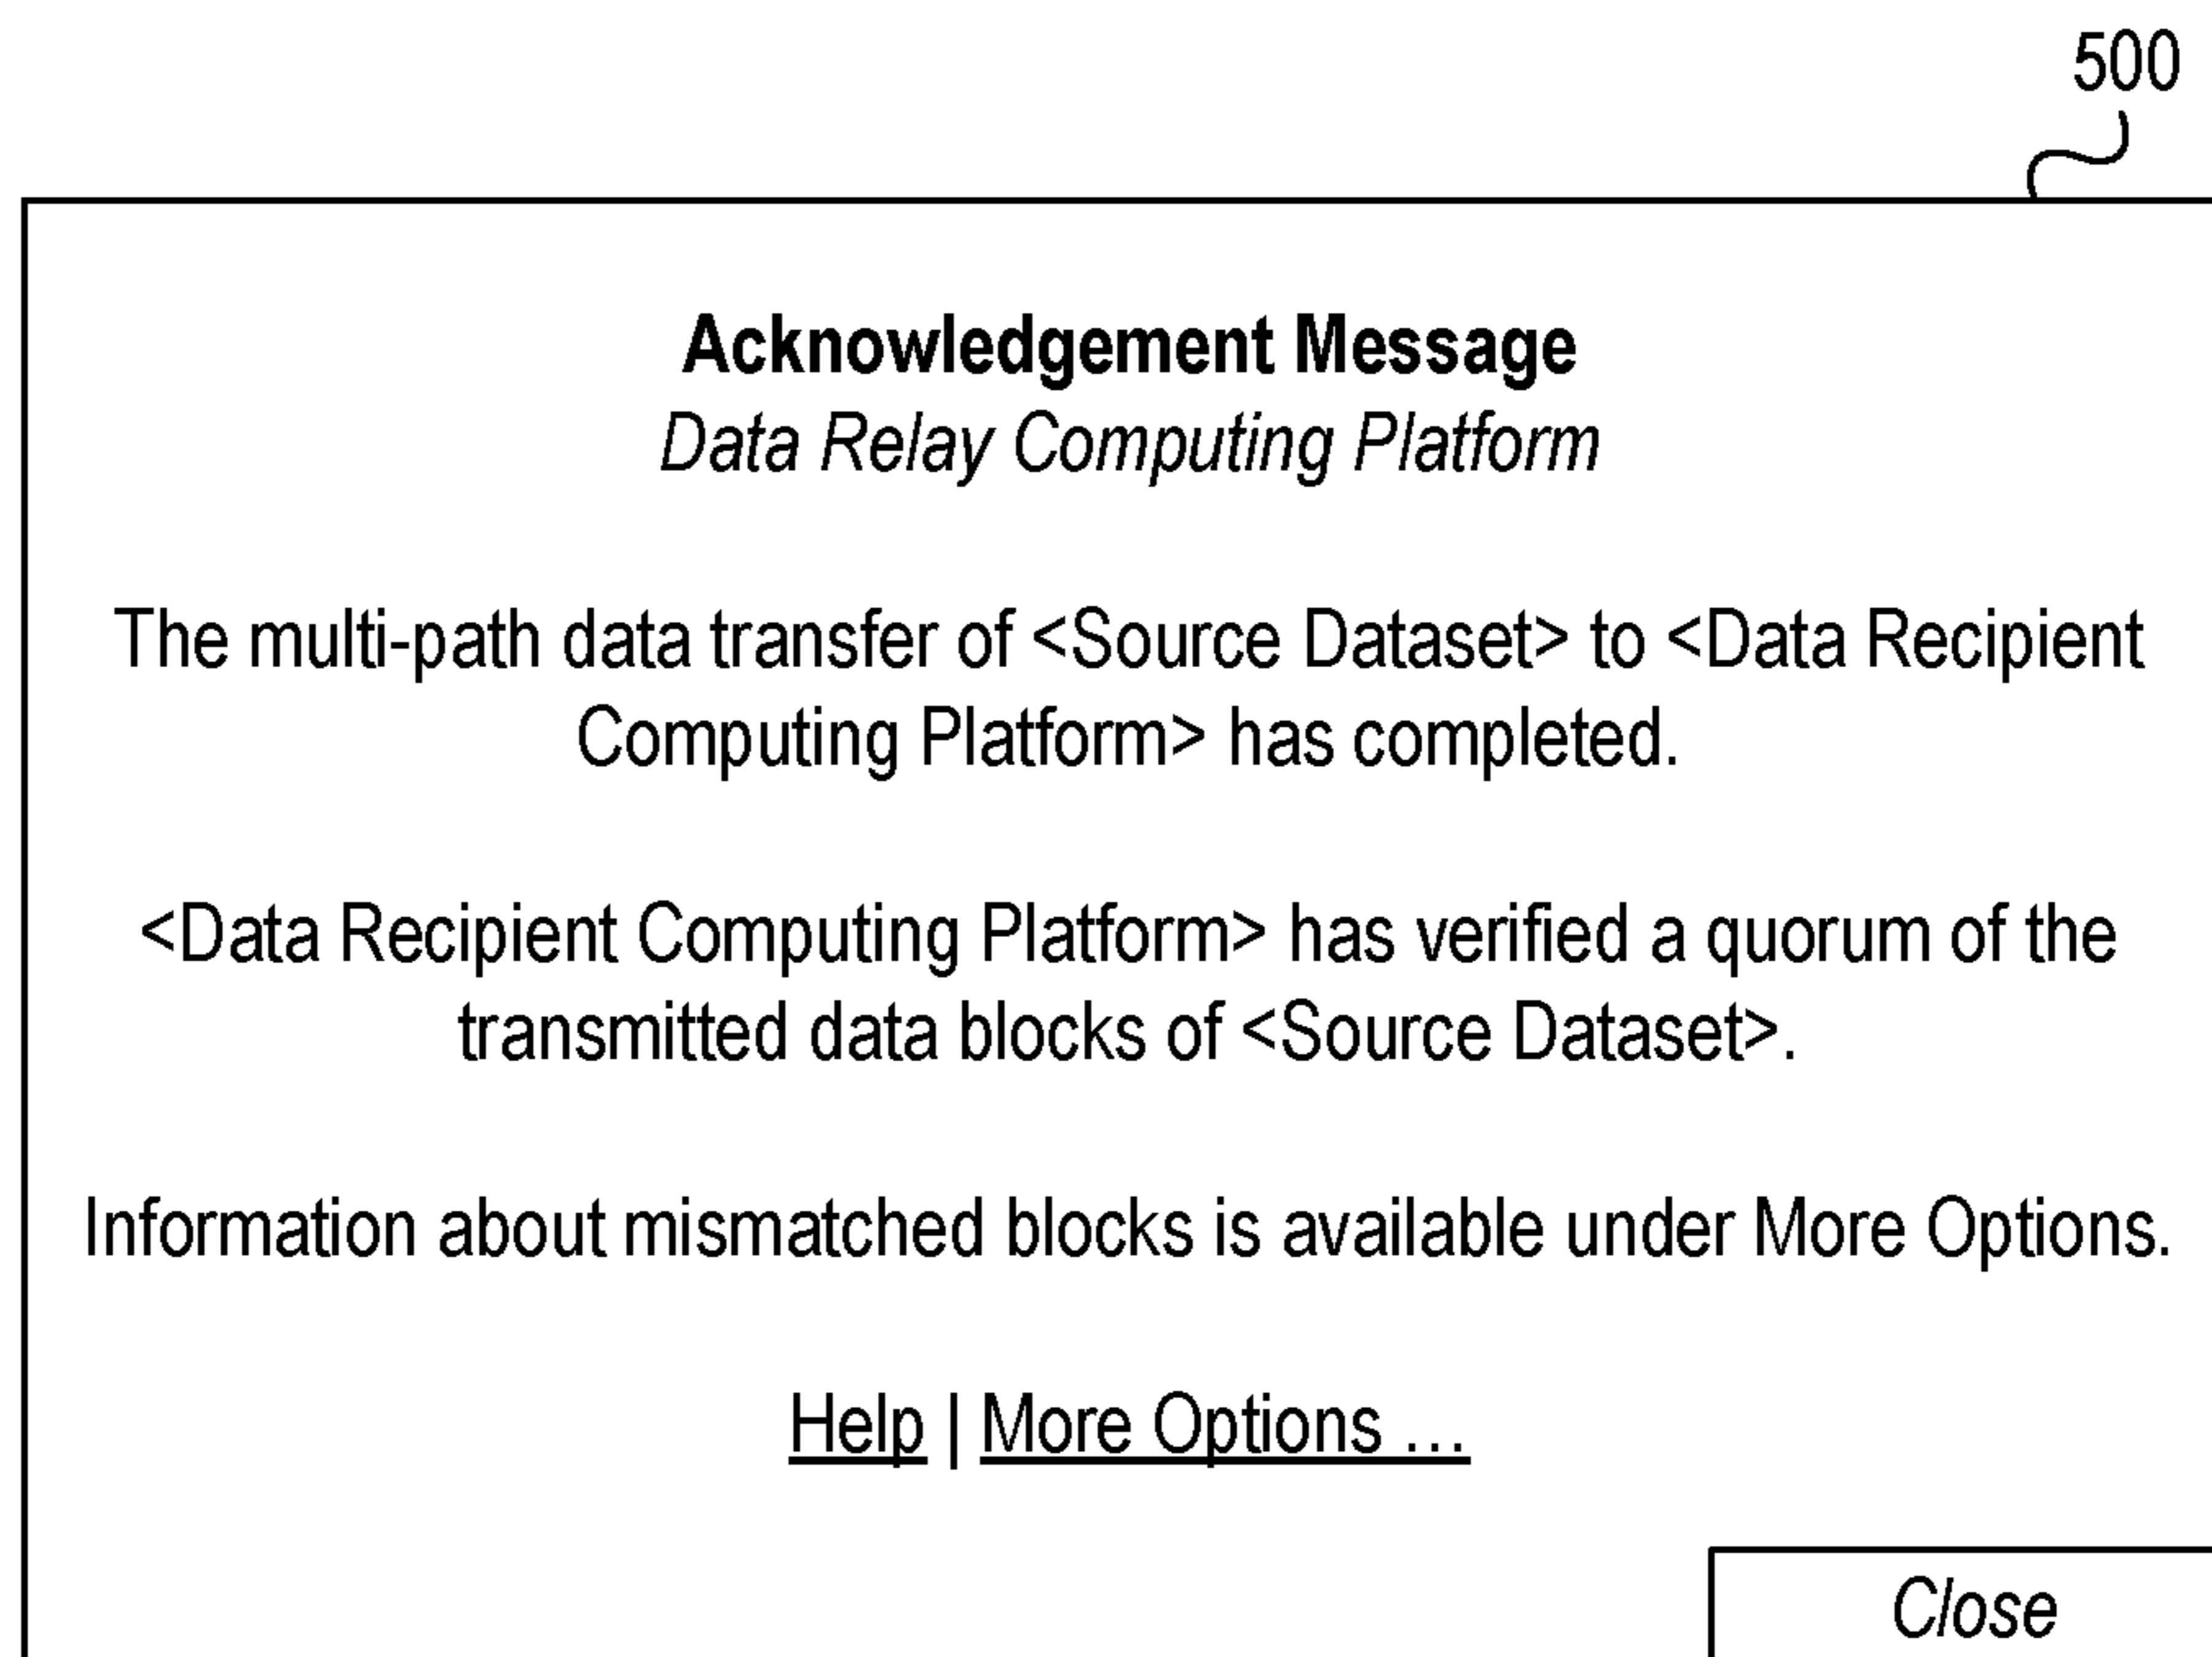 500
Acknowledgement Message
Data Relay Computing Platform
The multi-path data transfer of <Source Dataset> to <Data Recipient
Computing Platform> has completed.
<Data Recipient Computing Platform> has verified a quorum of the
transmitted data blocks of <Source Dataset>.
Information about mismatched blocks is available under More Options.
Help | More Options ...
Close